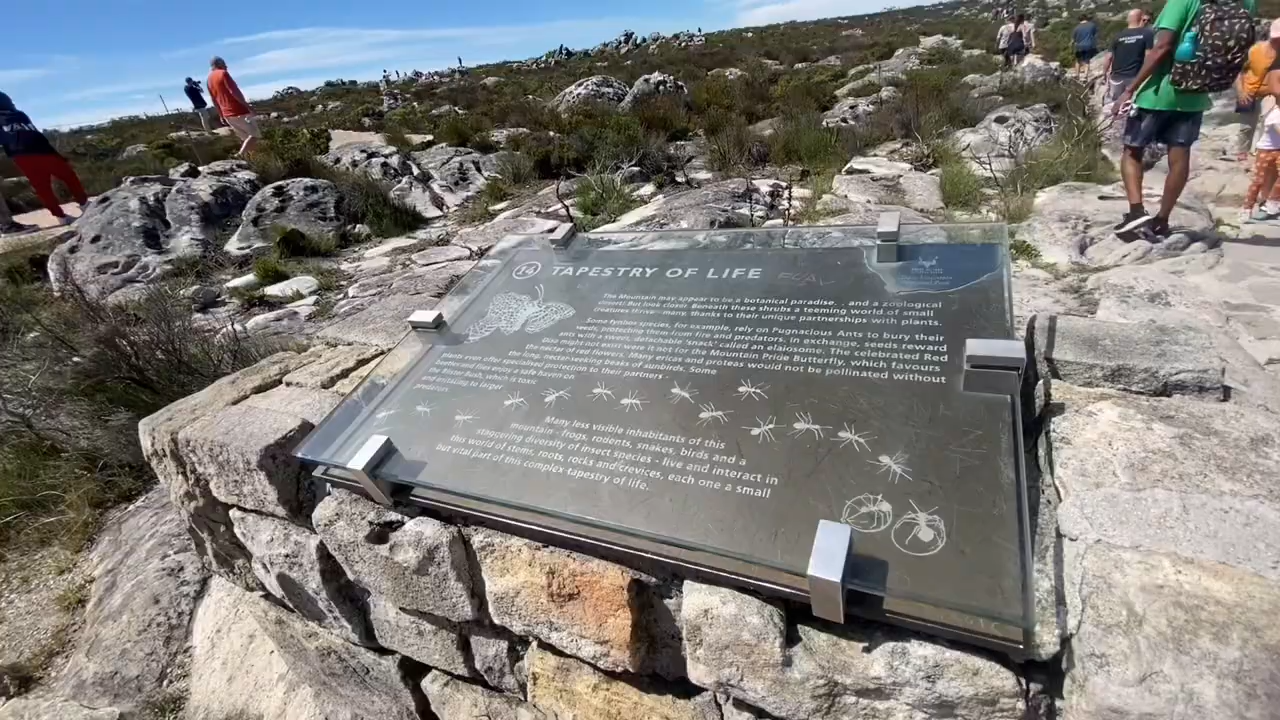 14 TAPESTRY OF LIFE
The Mountain may appear to be a botanical paradise. . and a zoological
desert! But look closer. Beneath these shrubs a teeming world of small
creatures thrive - many, thanks to their unique partnerships with plants.
Some fynbos species, for example, rely on Pugnacious Ants to bury their
seeds, protecting them from fire and predators. In exchange, seeds reward
ants with a sweet, detachable 'snack' called an elaiosome. The celebrated Red
Disa might not exist were it not for the Mountain Pride Butterfly, which favours
the nectar of red flowers. Many ericas and proteas would not be pollinated without
the long, nectar-seeking beaks of sunbirds. Some
plants even offer sustained protection to their partners -
flies enjoy a safe haven on
the Blister Bush, which is toxic
and irritating to larger
Many less visible inhabitants of this
mountain - frogs, rodents, snakes, birds and a
staggering diversity of insect species - live and interact in
this world of stems, roots, rocks and crevices, each one a small
but vital part of this complex tapestry of life.